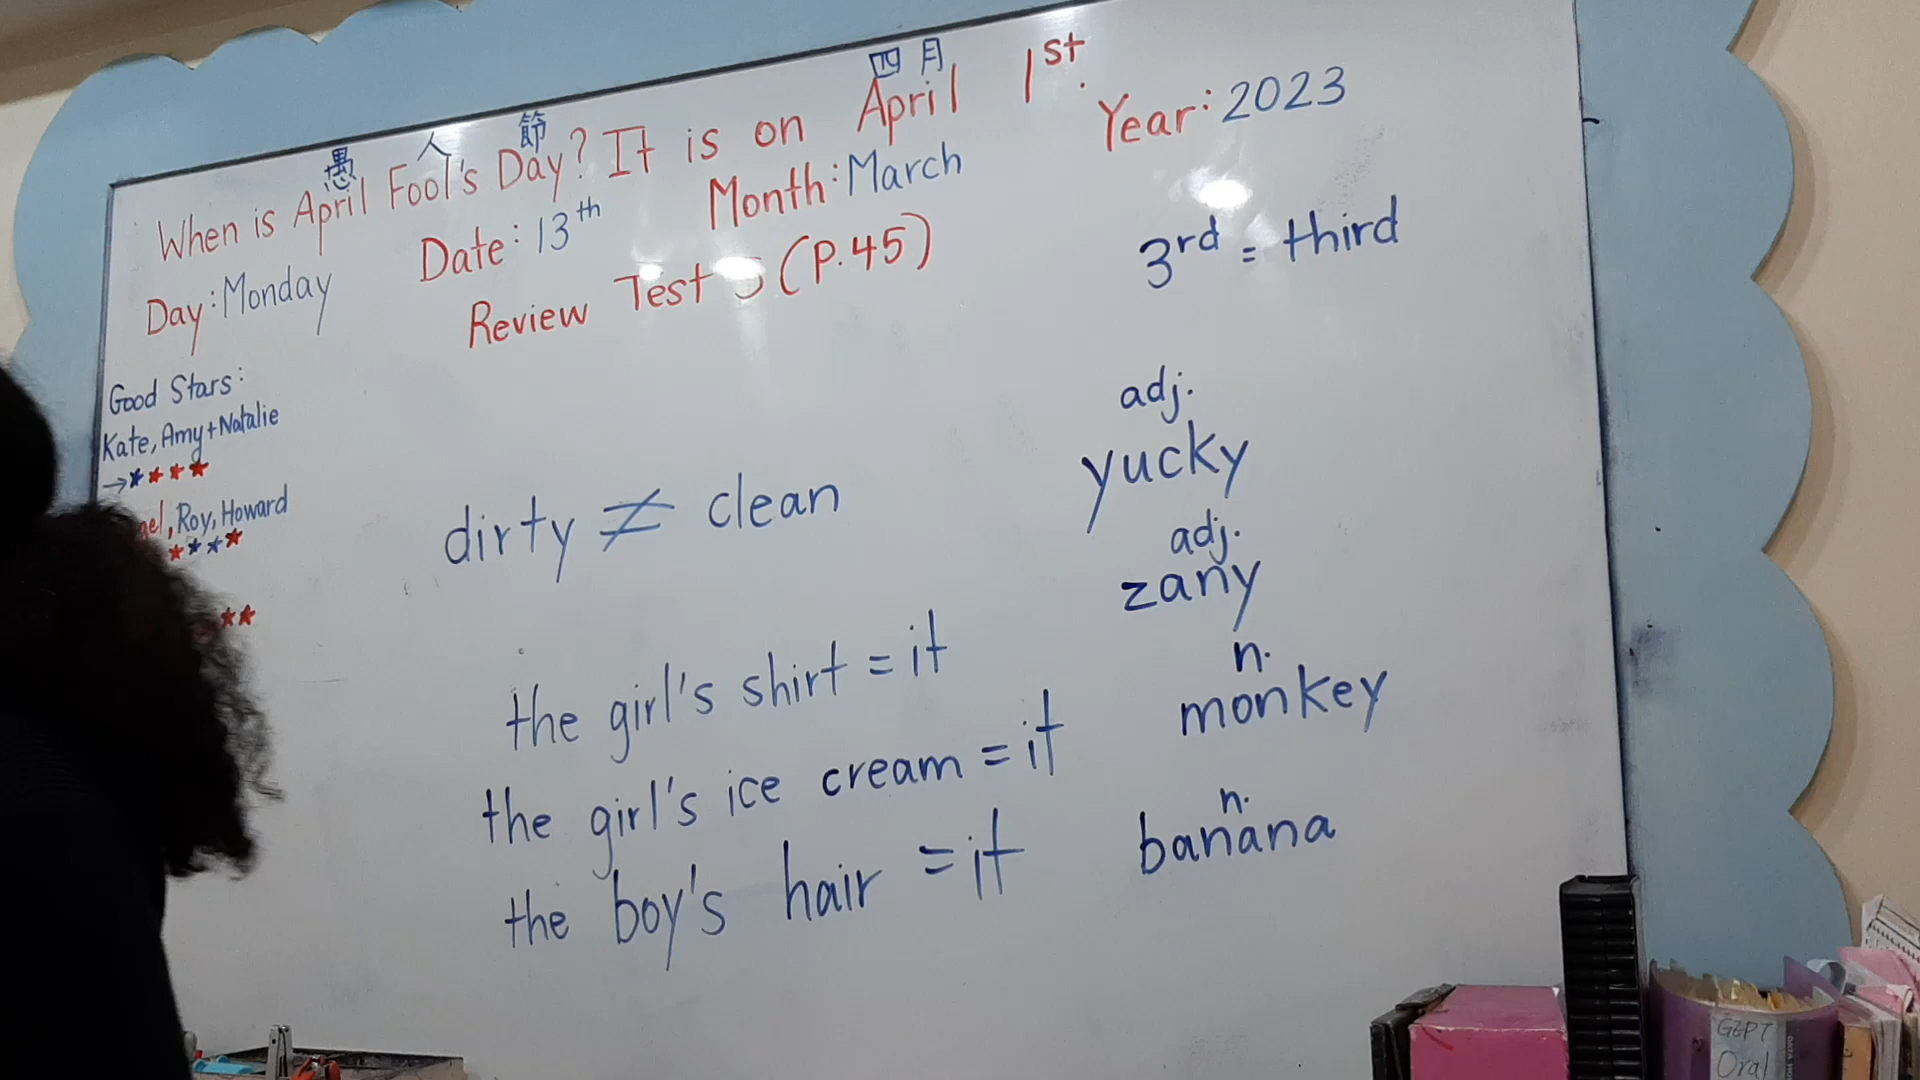 四月
愚人節
When is April Fool's Day? It is on April 1st.
Day: Monday Date: 13th Month: March Year: 2023
Review Test (P.45)
3rd = third
Good Stars:
Kate, Amy + Natalie
→★★★★
Roy, Howard
★★★★
★★
dirty ≠ clean
the girl's shirt = it
the girl's ice cream = it
the boy's hair = it
adj.
yucky
adj.
zany
n.
monkey
n.
banana
GEPT
Oral